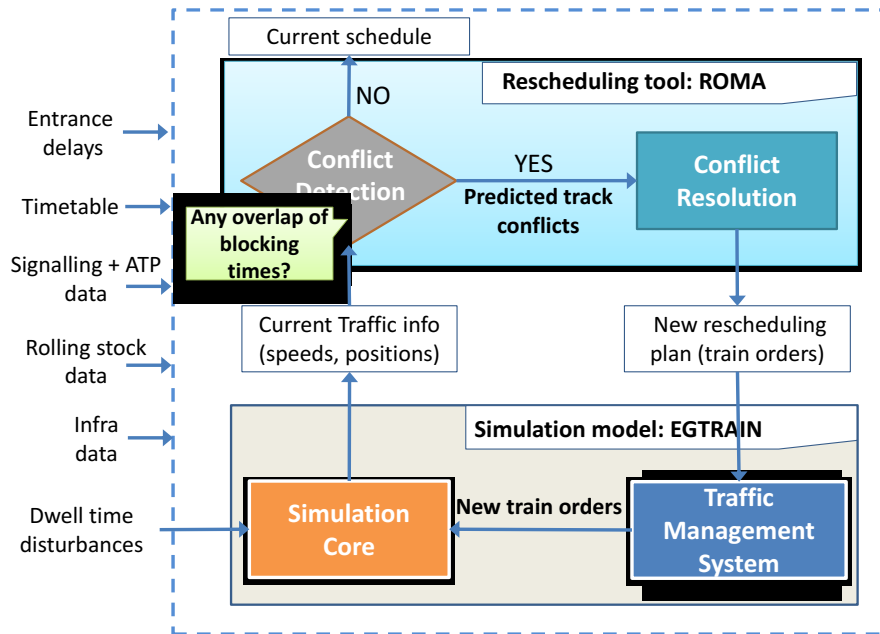 Current schedule
Rescheduling tool: ROMA
NO
Entrance
delays
Conflict
Detection
YES
Predicted track
conflicts
Conflict
Resolution
Timetable
Any overlap of
blocking
times?
Signalling + ATP
data
Current Traffic info
(speeds, positions)
New rescheduling
plan (train orders)
Rolling stock
data
Infra
data
Simulation model: EGTRAIN
Dwell time
disturbances
Simulation
Core
New train orders
Traffic
Management
System